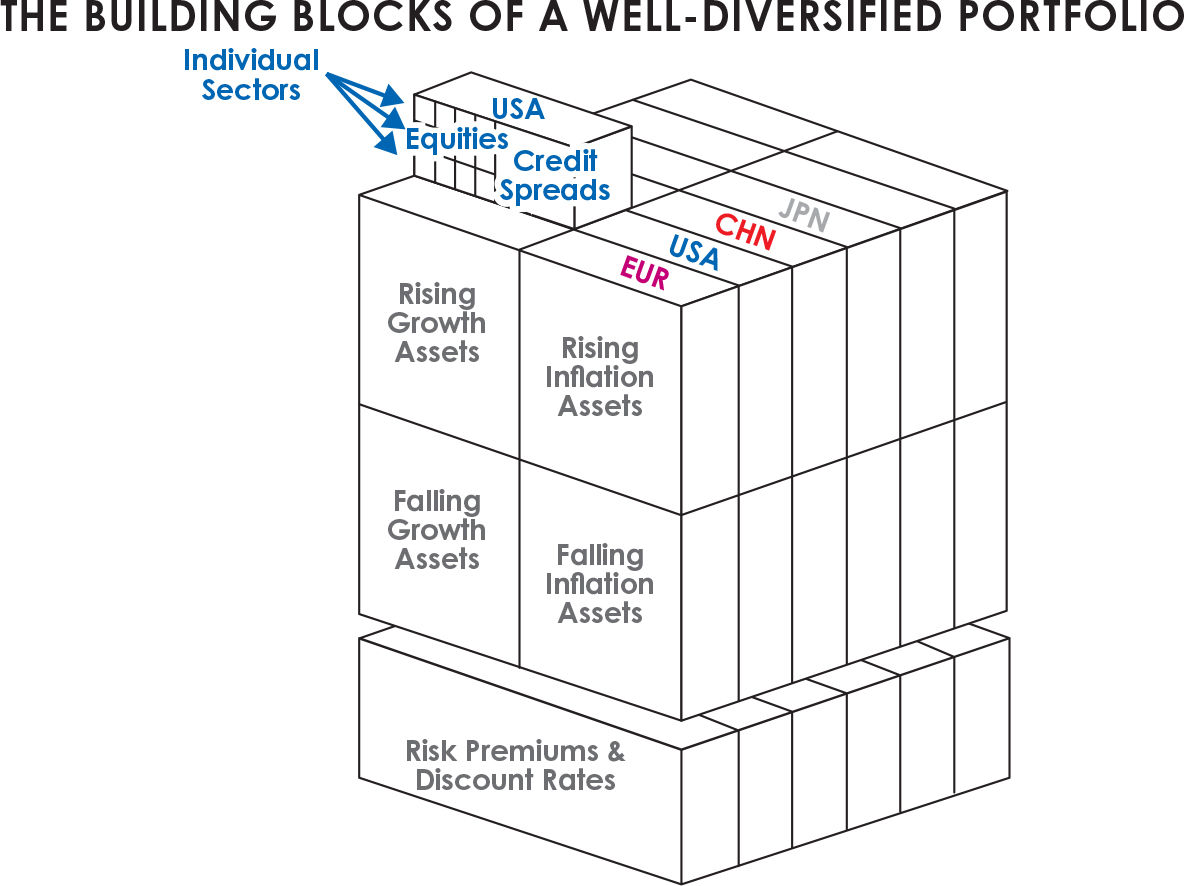 THE BUILDING BLOCKS OF A WELL-DIVERSIFIED PORTFOLIO
Individual
Sectors
USA
Equities
Credit
Spreads
JPN
CHN
USA
EUR
Rising
Growth
Assets
Rising
Inflation
Assets
Falling
Growth
Assets
Falling
Inflation
Assets
Risk Premiums &
Discount Rates